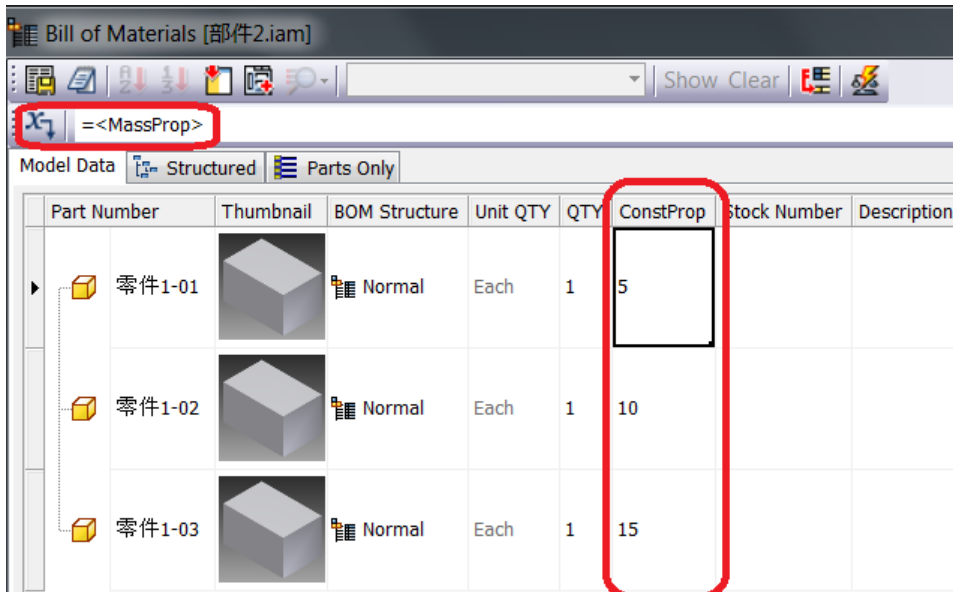 Bill of Materials [部件2.iam]
Show Clear
=<MassProp>
Model Data Structured Parts Only
Part Number Thumbnail BOM Structure Unit QTY QTY ConstProp Stock Number Description
零件1-01 Normal Each 1 5
零件1-02 Normal Each 1 10
零件1-03 Normal Each 1 15